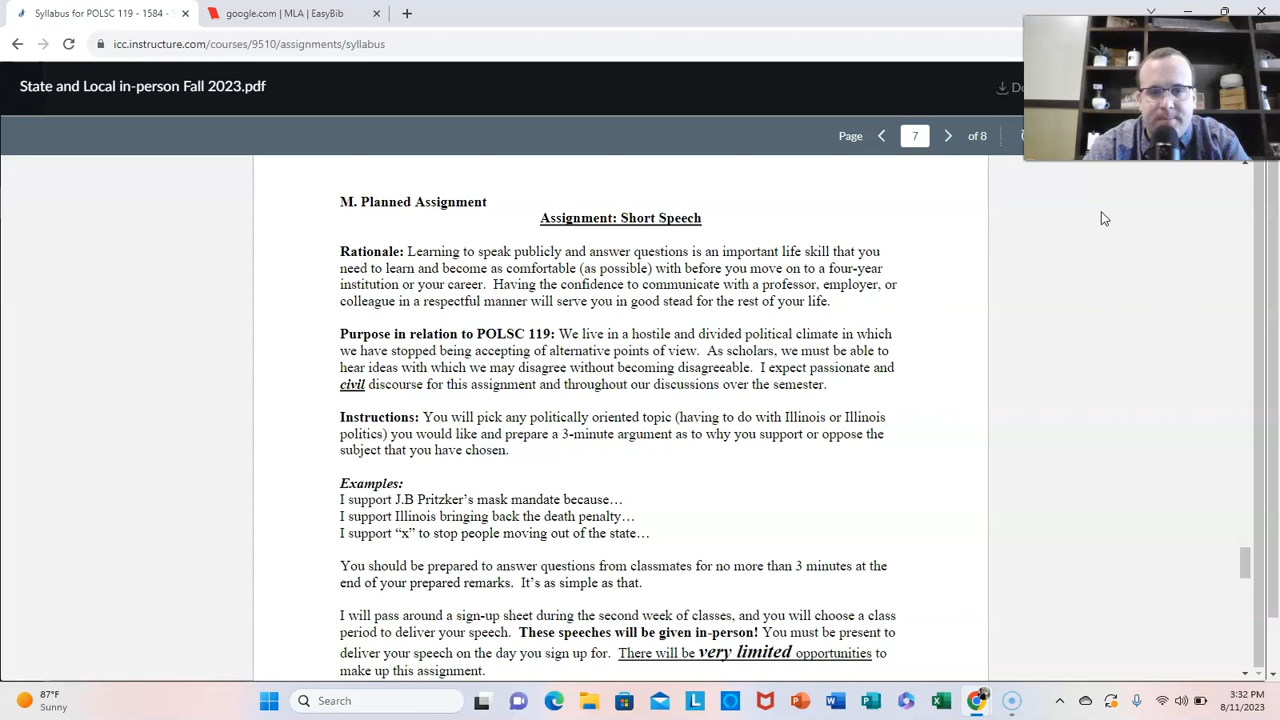 Syllabus for POLSC 119 - 1584 - S
google.com | MLA | EasyBib
icc.instructure.com/courses/9510/assignments/syllabus
State and Local in-person Fall 2023.pdf
Page 7 of 8
M. Planned Assignment
Assignment: Short Speech
Rationale: Learning to speak publicly and answer questions is an important life skill that you
need to learn and become as comfortable (as possible) with before you move on to a four-year
institution or your career. Having the confidence to communicate with a professor, employer, or
colleague in a respectful manner will serve you in good stead for the rest of your life.
Purpose in relation to POLSC 119: We live in a hostile and divided political climate in which
we have stopped being accepting of alternative points of view. As scholars, we must be able to
hear ideas with which we may disagree without becoming disagreeable. I expect passionate and
civil discourse for this assignment and throughout our discussions over the semester.
Instructions: You will pick any politically oriented topic (having to do with Illinois or Illinois
politics) you would like and prepare a 3-minute argument as to why you support or oppose the
subject that you have chosen.
Examples:
I support J.B Pritzker’s mask mandate because…
I support Illinois bringing back the death penalty…
I support “x” to stop people moving out of the state…
You should be prepared to answer questions from classmates for no more than 3 minutes at the
end of your prepared remarks. It’s as simple as that.
I will pass around a sign-up sheet during the second week of classes, and you will choose a class
period to deliver your speech. These speeches will be given in-person! You must be present to
deliver your speech on the day you sign up for. There will be very limited opportunities to
make up this assignment.
87°F
Sunny
Search
3:32 PM
8/11/2023